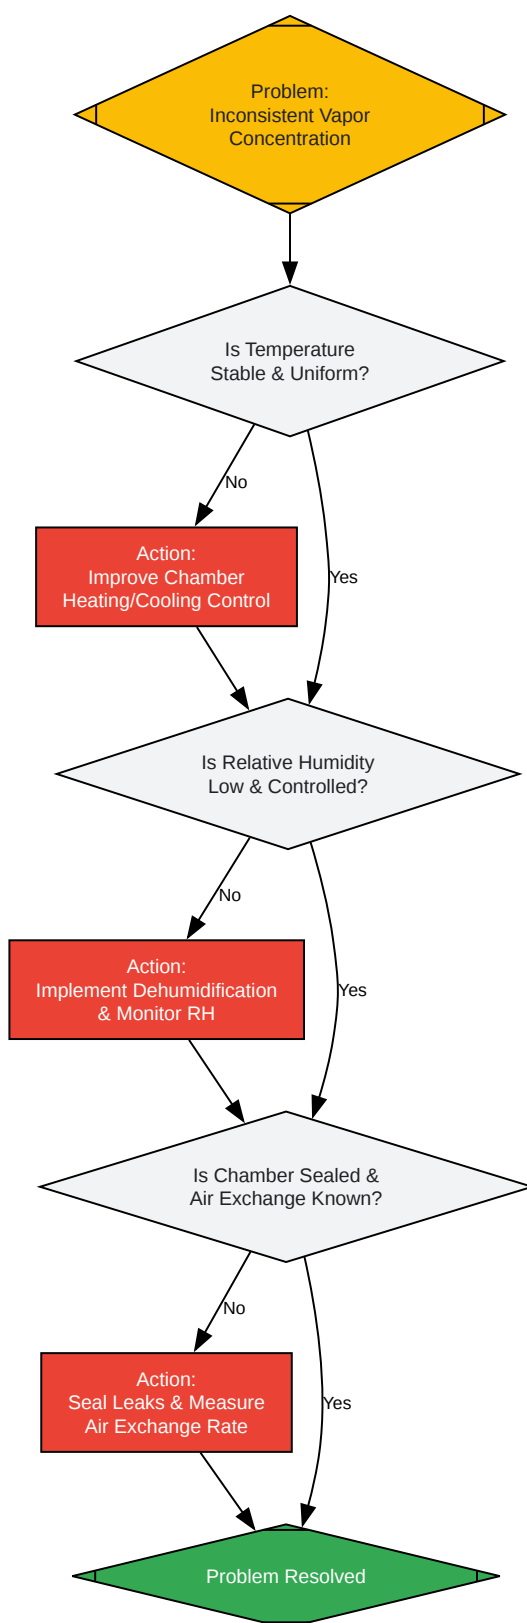 Problem:
Inconsistent Vapor
Concentration
Is Temperature
Stable & Uniform?
No
Action:
Improve Chamber
Heating/Cooling Control
Yes
Is Relative Humidity
Low & Controlled?
No
Action:
Implement Dehumidification
& Monitor RH
Yes
Is Chamber Sealed &
Air Exchange Known?
No
Action:
Seal Leaks & Measure
Air Exchange Rate
Yes
Problem Resolved